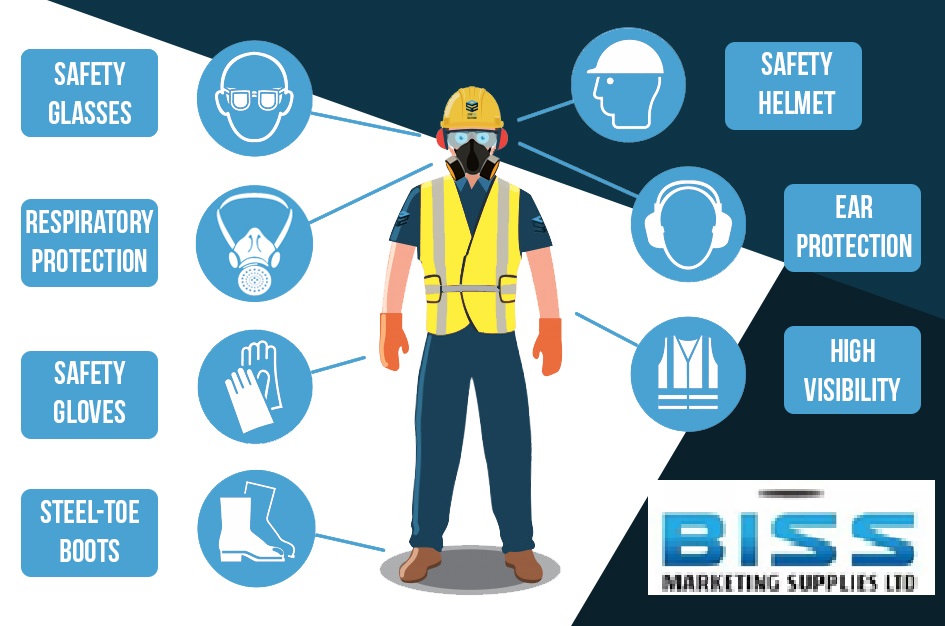 SAFETY
GLASSES
RESPIRATORY
PROTECTION
SAFETY
GLOVES
STEEL-TOE
BOOTS
SAFETY
HELMET
EAR
PROTECTION
HIGH
VISIBILITY
BISS
MARKETING SUPPLIES LTD